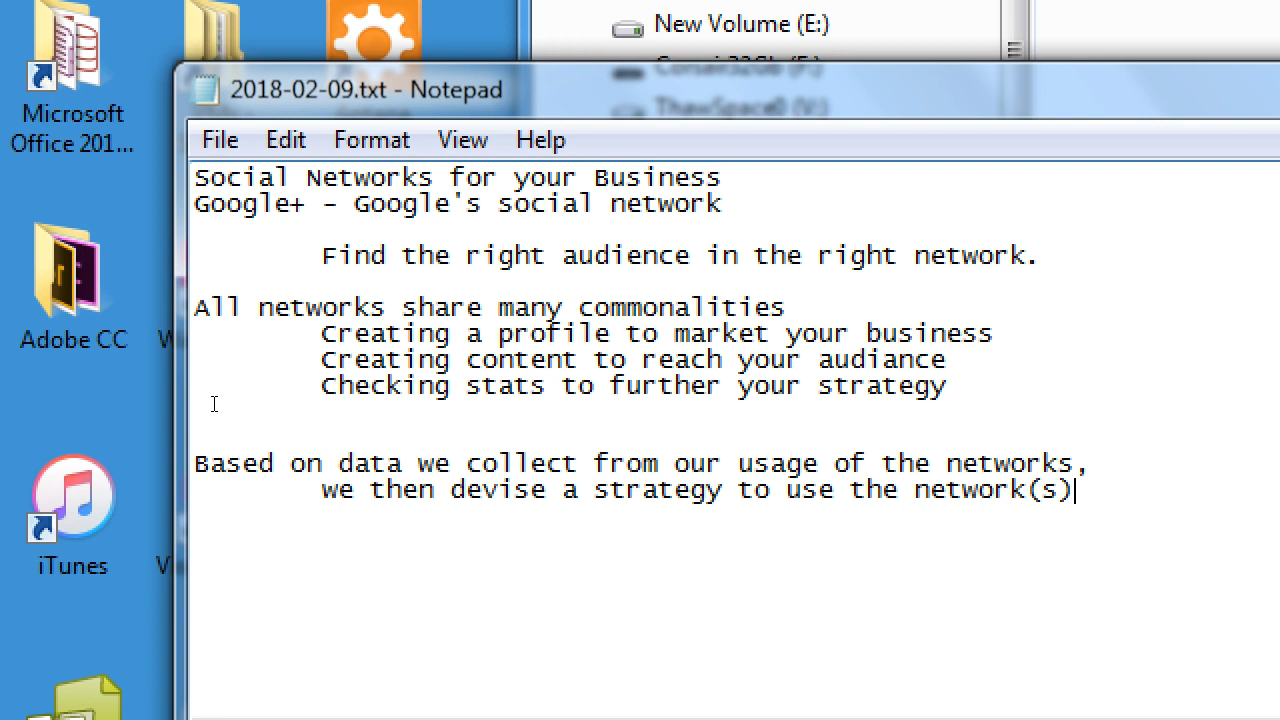 New Volume (E:)
Corsair32Gb (F:)
ThawSpace0 (V:)
Microsoft
Office 201...
Adobe CC
iTunes
2018-02-09.txt - Notepad
File Edit Format View Help
Social Networks for your Business
Google+ - Google's social network
Find the right audience in the right network.
All networks share many commonalities
Creating a profile to market your business
Creating content to reach your audiance
Checking stats to further your strategy
Based on data we collect from our usage of the networks,
we then devise a strategy to use the network(s)